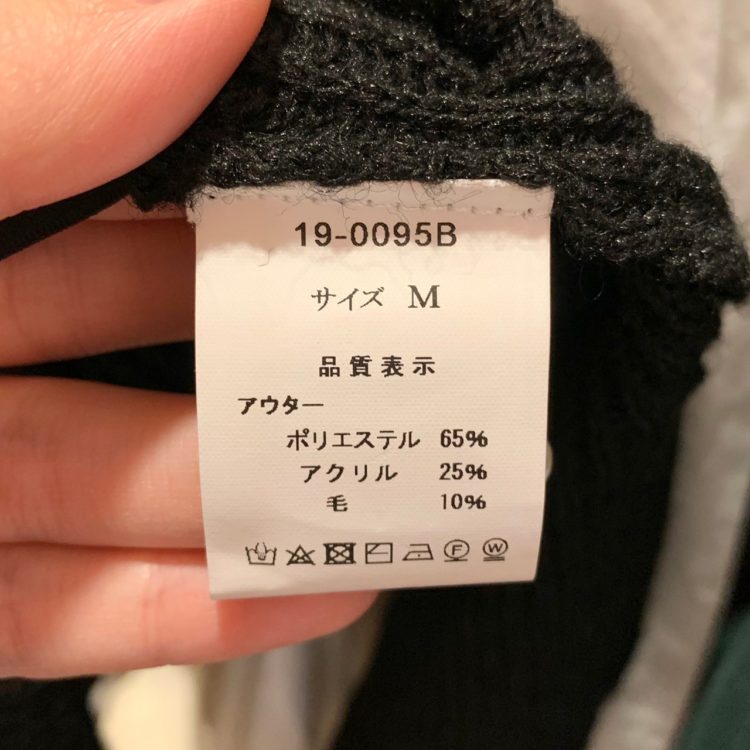 19-0095B
サイズ M
品質表示
アウター
ポリエステル 65%
アクリル 25%
毛 10%
F W